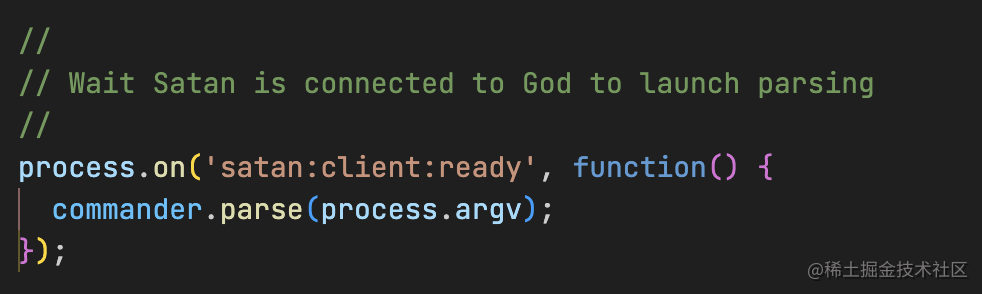 //
// Wait Satan is connected to God to launch parsing
//
process.on('satan:client:ready', function() {
  commander.parse(process.argv);
});
@稀土掘金技术社区